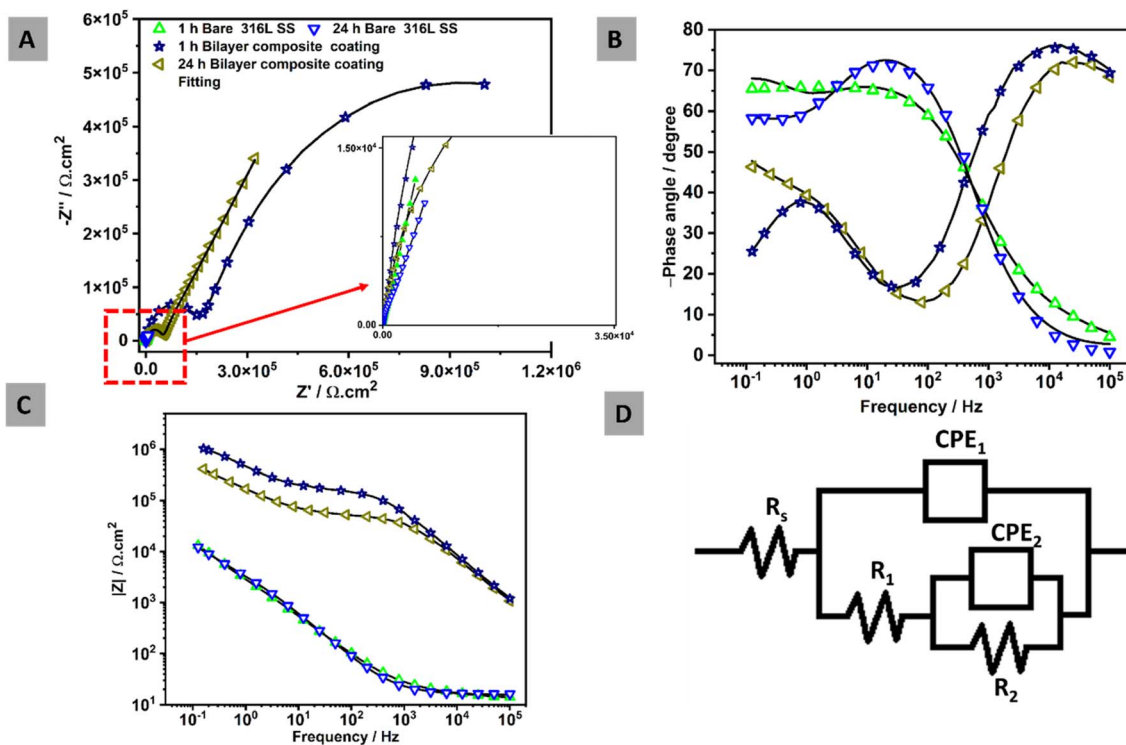 A
1 h Bare 316L SS 24 h Bare 316L SS
1 h Bilayer composite coating
24 h Bilayer composite coating
Fitting
6×10⁵
5×10⁵
4×10⁵
3×10⁵
2×10⁵
1×10⁵
0
-Z'' / Ω.cm2
0.0 3.0×10⁵ 6.0×10⁵ 9.0×10⁵ 1.2×10⁶
Z' / Ω.cm2
1.50×10⁴
0.00
0.00 3.50×10⁴
B
80
70
60
50
40
30
20
10
0
−Phase angle / degree
10⁻¹ 10⁰ 10¹ 10² 10³ 10⁴ 10⁵
Frequency / Hz
C
10⁶
10⁵
10⁴
10³
10²
10¹
|Z| / Ω.cm²
10⁻¹ 10⁰ 10¹ 10² 10³ 10⁴ 10⁵
Frequency / Hz
D
CPE₁
Rₛ
CPE₂
R₁
R₂